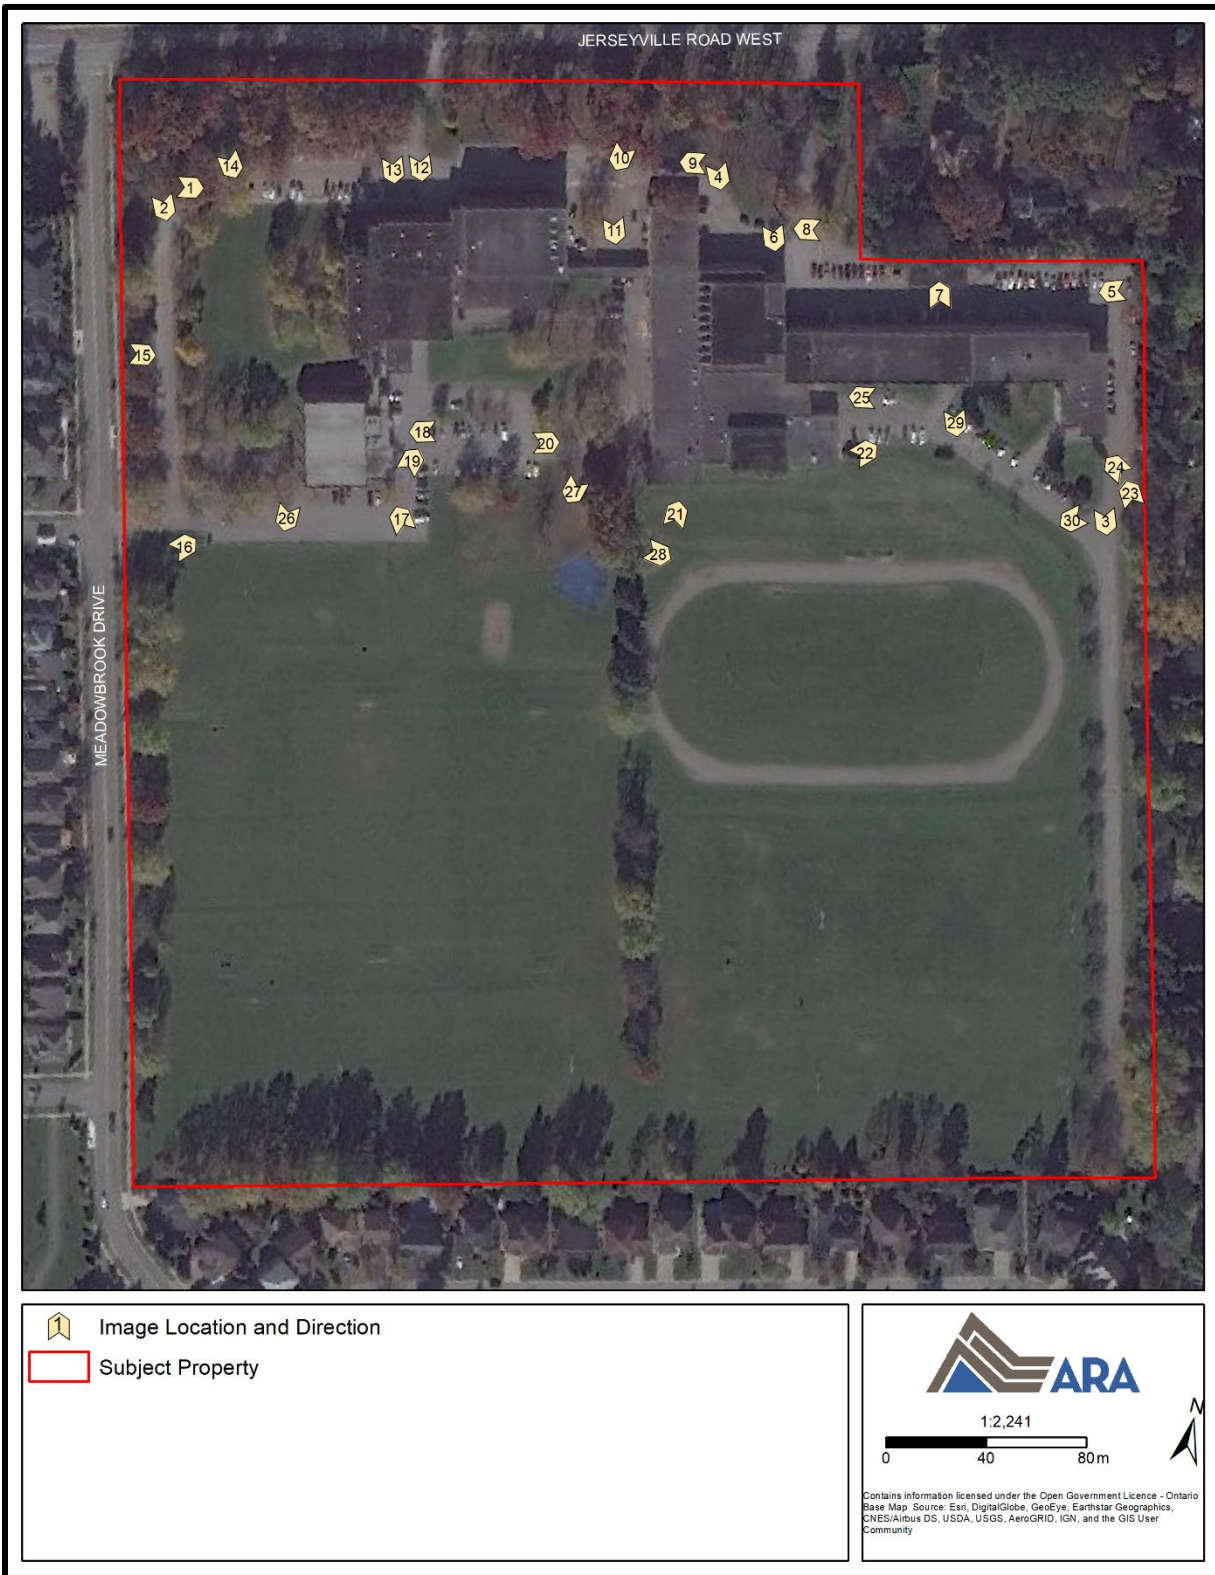 JERSEYVILLE ROAD WEST
14
13
12
10
9
4
1
2
11
6
8
7
5
15
25
29
18
20
22
19
24
27
23
26
17
21
30
3
16
28
MEADOWBROOK DRIVE
1 Image Location and Direction
Subject Property
ARA
N
1:2,241
0 40 80 m
Contains information licensed under the Open Government Licence - Ontario
Base Map Source: Esri, DigitalGlobe, GeoEye, Earthstar Geographics,
CNES/Airbus DS, USDA, USGS, AeroGRID, IGN, and the GIS User
Community